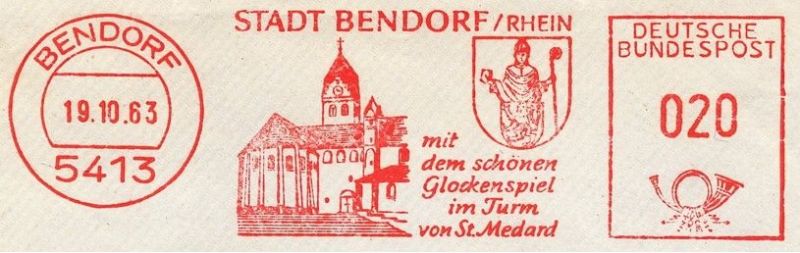 BENDORF
19.10.63
5413
STADT BENDORF/RHEIN
mit
dem schönen
Glockenspiel
im Turm
von St. Medard
DEUTSCHE
BUNDESPOST
020